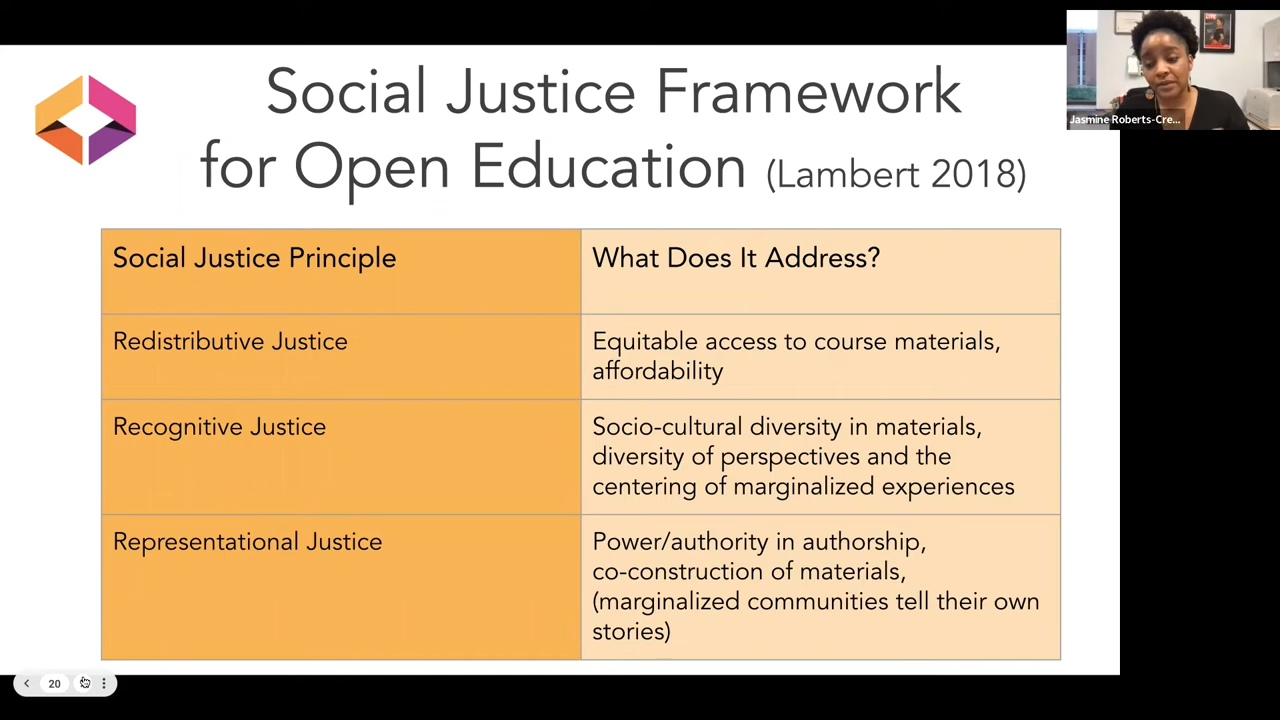 Social Justice Framework
for Open Education (Lambert 2018)
Jasmine Roberts-Cre...
Social Justice Principle
What Does It Address?
Redistributive Justice
Equitable access to course materials,
affordability
Recognitive Justice
Socio-cultural diversity in materials,
diversity of perspectives and the
centering of marginalized experiences
Representational Justice
Power/authority in authorship,
co-construction of materials,
(marginalized communities tell their own
stories)
20